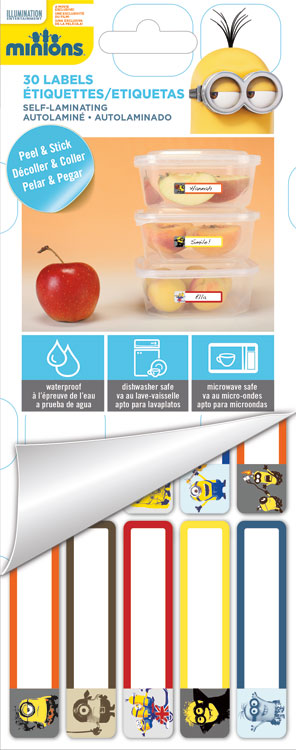 ILLUMINATION
ENTERTAINMENT
minions
30 LABELS
ÉTIQUETTES/ETIQUETAS
SELF-LAMINATING
AUTOLAMINÉ • AUTOLAMINADO
Peel & Stick
Décoller & Coller
Pelar & Pegar
Hannah
Smile!
Ella
waterproof
à l'épreuve de l'eau
a prueba de agua
dishwasher safe
va au lave-vaisselle
apto para lavaplatos
microwave safe
va au micro-ondes
apto para microondas